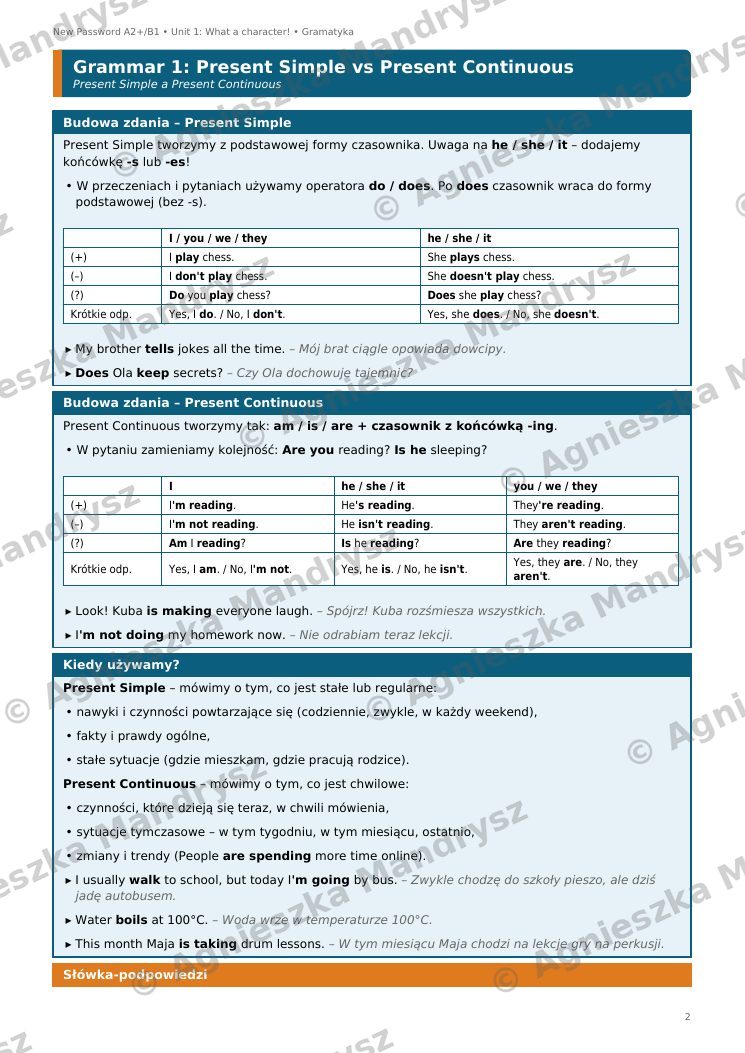 New Password A2+/B1 • Unit 1: What a character! • Gramatyka
Grammar 1: Present Simple vs Present Continuous
Present Simple a Present Continuous
Budowa zdania – Present Simple
Present Simple tworzymy z podstawowej formy czasownika. Uwaga na he / she / it – dodajemy
końcówkę -s lub -es!
• W przeczeniach i pytaniach używamy operatora do / does. Po does czasownik wraca do formy
podstawowej (bez -s).
I / you / we / they he / she / it
(+) I play chess. She plays chess.
(–) I don't play chess. She doesn't play chess.
(?) Do you play chess? Does she play chess?
Krótkie odp. Yes, I do. / No, I don't. Yes, she does. / No, she doesn't.
▸ My brother tells jokes all the time. – Mój brat ciągle opowiada dowcipy.
▸ Does Ola keep secrets? – Czy Ola dochowuje tajemnic?
Budowa zdania – Present Continuous
Present Continuous tworzymy tak: am / is / are + czasownik z końcówką -ing.
• W pytaniu zamieniamy kolejność: Are you reading? Is he sleeping?
I he / she / it you / we / they
(+) I'm reading. He's reading. They're reading.
(–) I'm not reading. He isn't reading. They aren't reading.
(?) Am I reading? Is he reading? Are they reading?
Krótkie odp. Yes, I am. / No, I'm not. Yes, he is. / No, he isn't. Yes, they are. / No, they
aren't.
▸ Look! Kuba is making everyone laugh. – Spójrz! Kuba rozśmiesza wszystkich.
▸ I'm not doing my homework now. – Nie odrabiam teraz lekcji.
Kiedy używamy?
Present Simple – mówimy o tym, co jest stałe lub regularne:
• nawyki i czynności powtarzające się (codziennie, zwykle, w każdy weekend),
• fakty i prawdy ogólne,
• stałe sytuacje (gdzie mieszkam, gdzie pracują rodzice).
Present Continuous – mówimy o tym, co jest chwilowe:
• czynności, które dzieją się teraz, w chwili mówienia,
• sytuacje tymczasowe – w tym tygodniu, w tym miesiącu, ostatnio,
• zmiany i trendy (People are spending more time online).
▸ I usually walk to school, but today I'm going by bus. – Zwykle chodzę do szkoły pieszo, ale dziś
jadę autobusem.
▸ Water boils at 100°C. – Woda wrze w temperaturze 100°C.
▸ This month Maja is taking drum lessons. – W tym miesiącu Maja chodzi na lekcje gry na perkusji.
Słówka-podpowiedzi
2
© Agnieszka Mandrysz